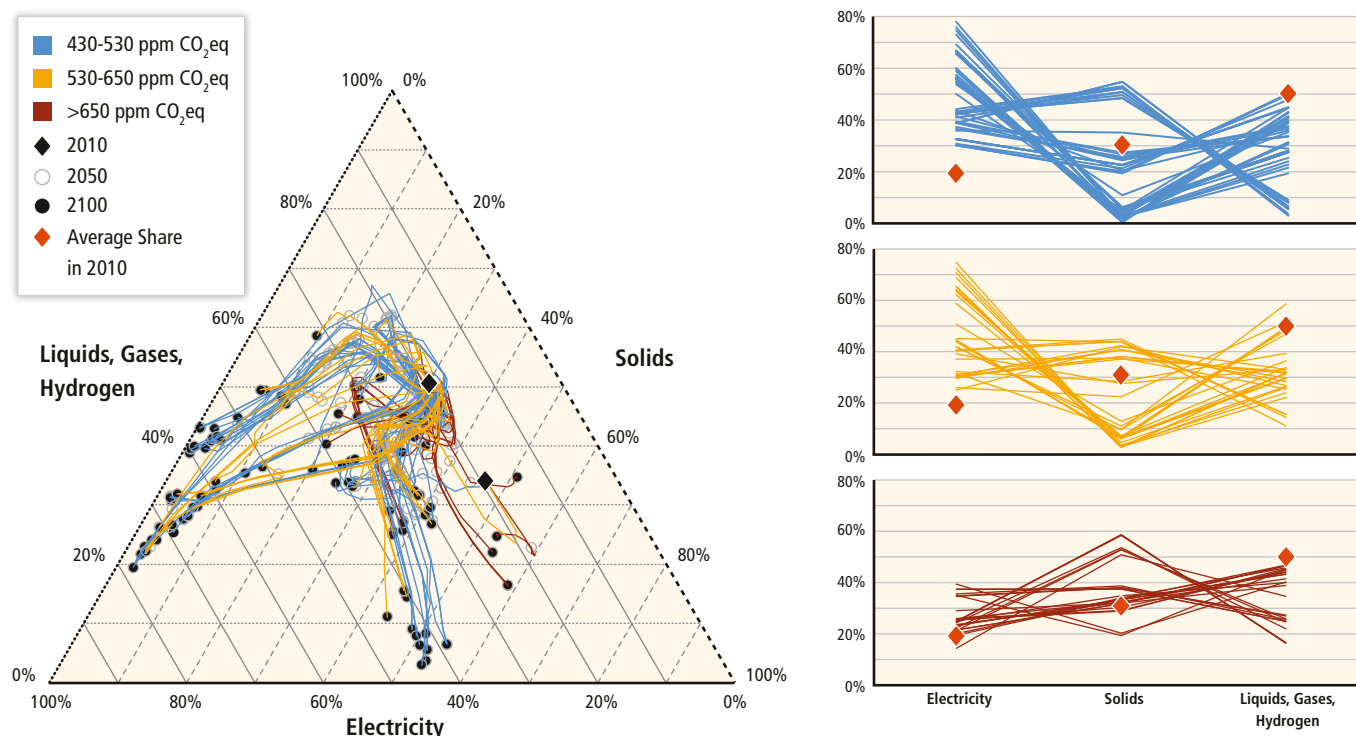 430-530 ppm CO₂eq
530-650 ppm CO₂eq
>650 ppm CO₂eq
2010
2050
2100
Average Share
in 2010
100% 0%
80% 20%
60% 40%
Liquids, Gases,
Hydrogen
Solids
40% 60%
20% 80%
0% 100%
100% 80% 60% 40% 20% 0%
Electricity
80%
60%
40%
20%
0%
80%
60%
40%
20%
0%
80%
60%
40%
20%
0%
Electricity Solids Liquids, Gases,
Hydrogen